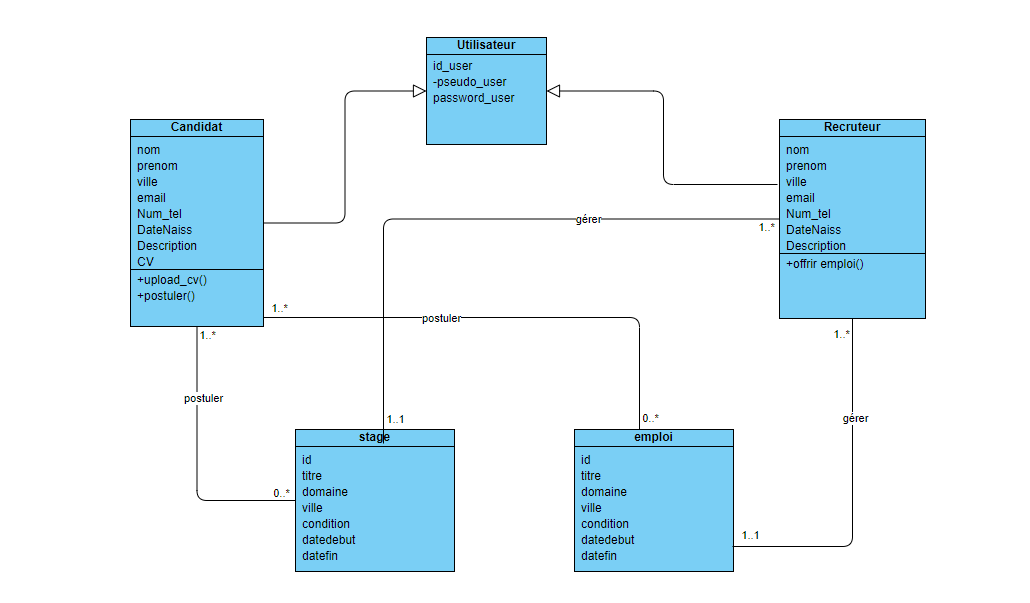 Utilisateur
id_user
-pseudo_user
password_user
Candidat
nom
prenom
ville
email
Num_tel
DateNaiss
Description
CV
+upload_cv()
+postuler()
Recruteur
nom
prenom
ville
email
Num_tel
DateNaiss
Description
+offrir emploi()
gérer
1..*
1..*
postuler
1..*
1..*
postuler
gérer
1..1
0..*
stage
id
titre
domaine
ville
condition
datedebut
datefin
0..*
emploi
id
titre
domaine
ville
condition
datedebut
datefin
1..1